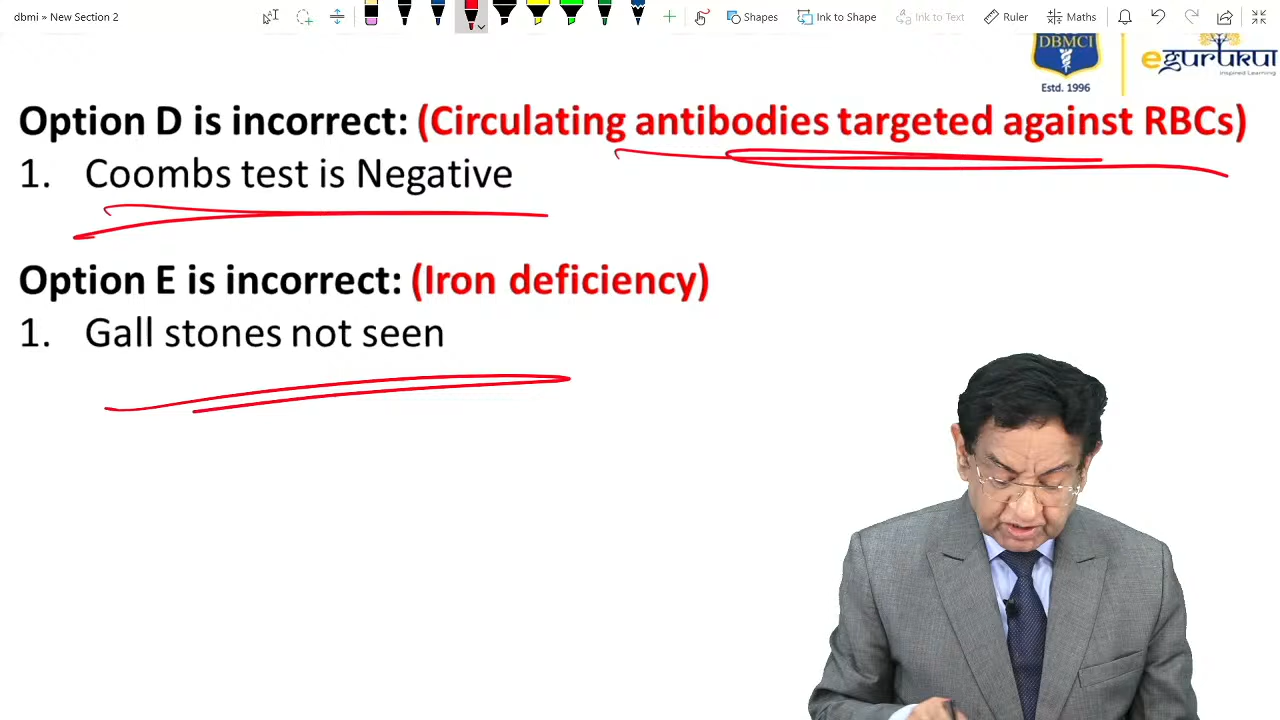 dbmi » New Section 2
Shapes
Ink to Shape
Ink to Text
Ruler
Maths
DBMCI
Estd. 1996
egurukul
Inspired Learning
Option D is incorrect: (Circulating antibodies targeted against RBCs)
1. Coombs test is Negative
Option E is incorrect: (Iron deficiency)
1. Gall stones not seen